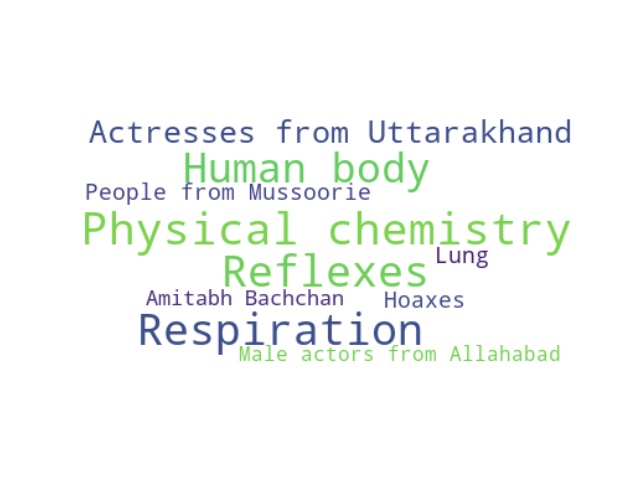 Actresses from Uttarakhand
Human body
People from Mussoorie
Physical chemistry
Lung
Reflexes
Amitabh Bachchan
Hoaxes
Respiration
Male actors from Allahabad